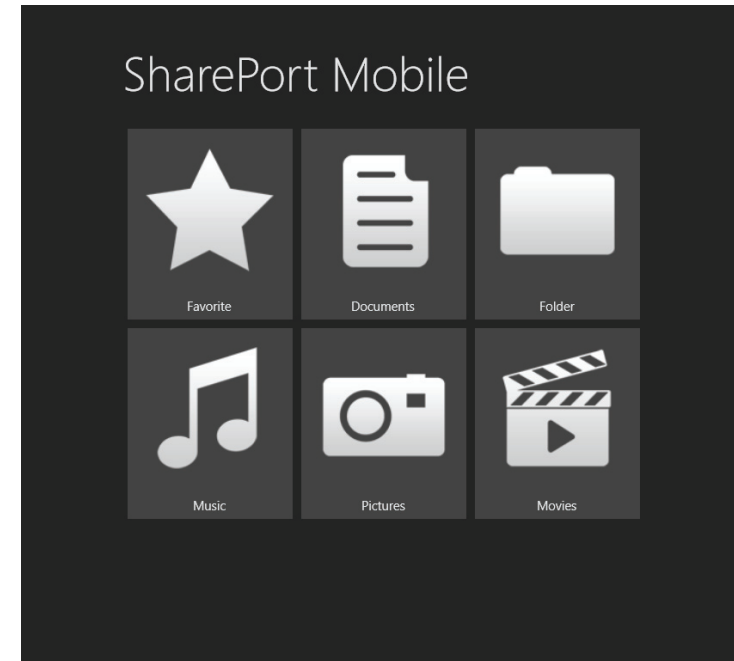 SharePort Mobile
Favorite
Documents
Folder
Music
Pictures
Movies